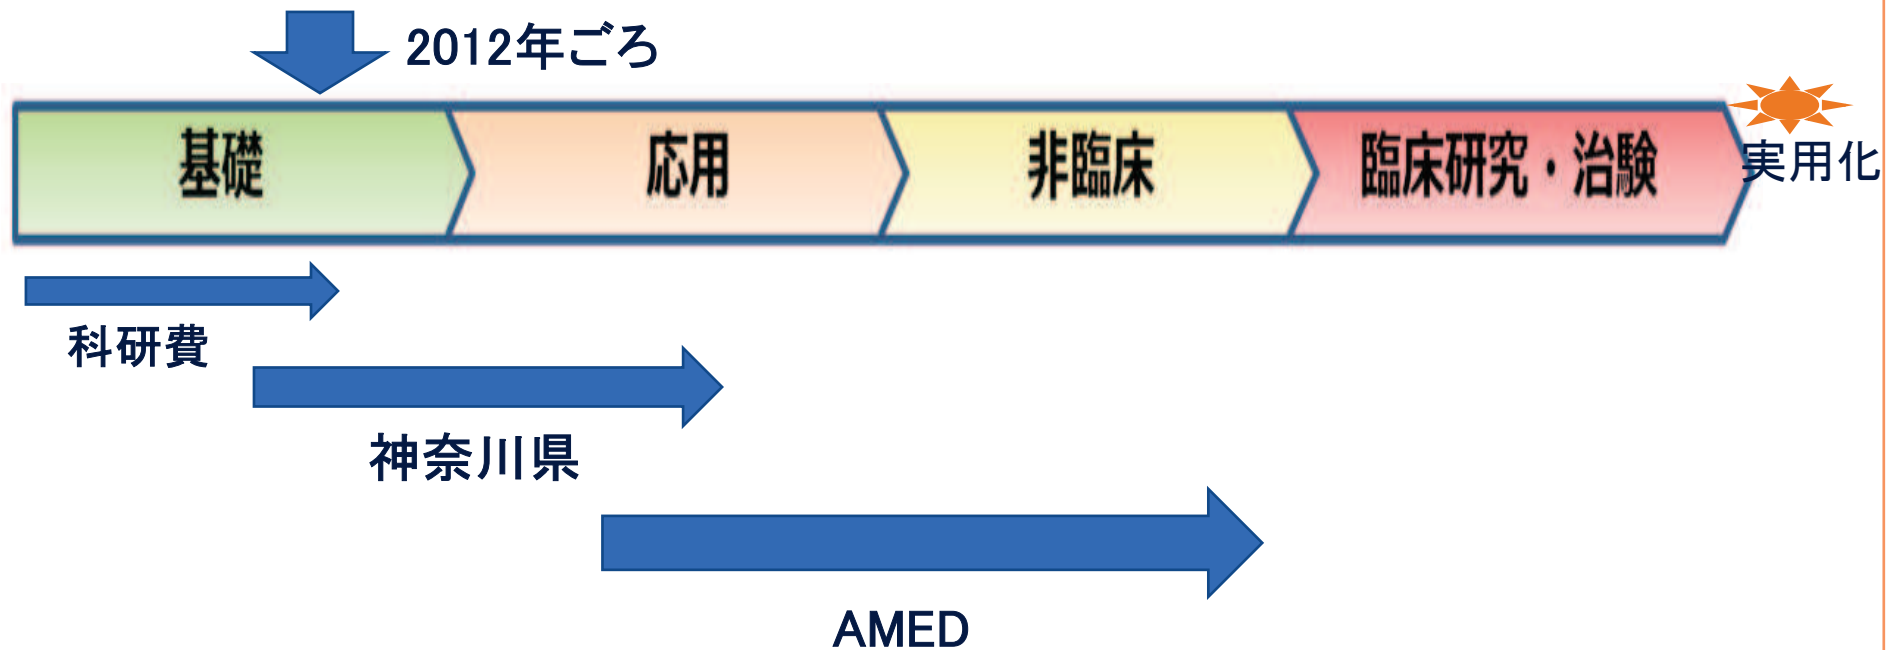 2012年ごろ
基礎
応用
非臨床
臨床研究・治験
実用化
科研費
神奈川県
AMED